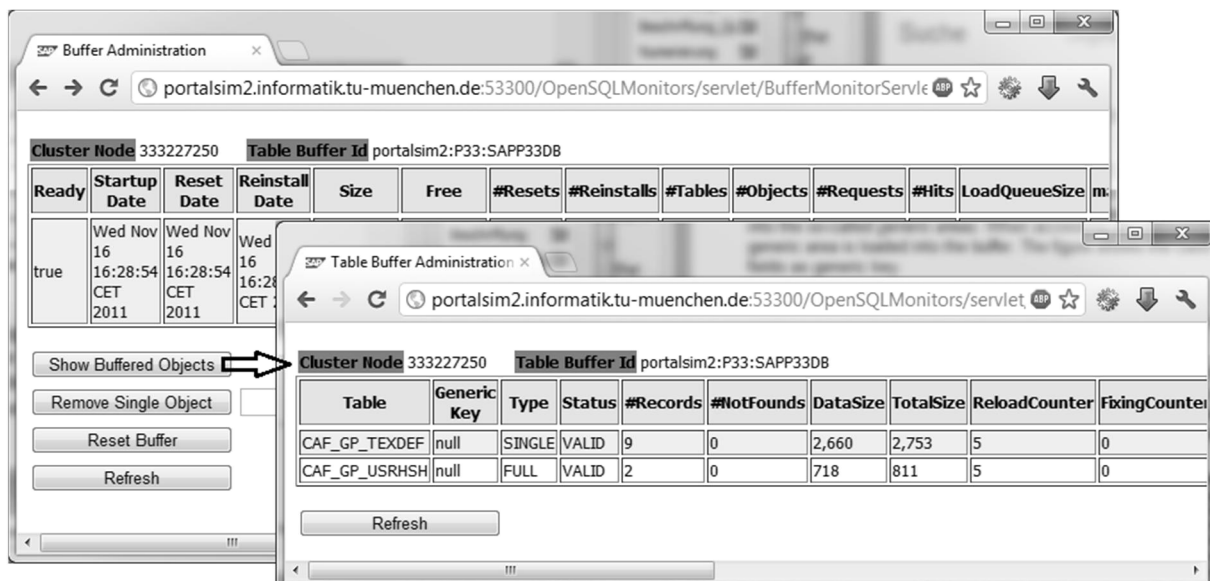 Buffer Administration
portalsim2.informatik.tu-muenchen.de:53300/OpenSQLMonitors/servlet/BufferMonitorServle
ABP
Cluster Node 333227250 Table Buffer Id portalsim2:P33:SAPP33DB
Ready Startup Date Reset Date Reinstall Date Size Free #Resets #Reinstalls #Tables #Objects #Requests #Hits LoadQueueSize
true Wed Nov 16 16:28:54 CET 2011 Wed Nov 16 16:28:54 CET 2011 Wed 16 16:28 CET
Show Buffered Objects
Remove Single Object
Reset Buffer
Refresh
Table Buffer Administration
portalsim2.informatik.tu-muenchen.de:53300/OpenSQLMonitors/servlet
ABP
Cluster Node 333227250 Table Buffer Id portalsim2:P33:SAPP33DB
Table Generic Key Type Status #Records #NotFounds DataSize TotalSize ReloadCounter FixingCounter
CAF_GP_TEXDEF null SINGLE VALID 9 0 2,660 2,753 5 0
CAF_GP_USRHSH null FULL VALID 2 0 718 811 5 0
Refresh